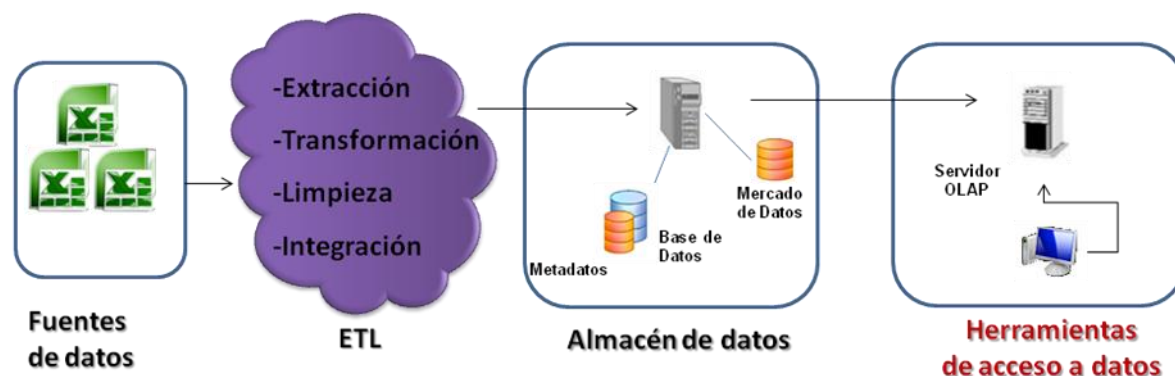 -Extracción
-Transformación
-Limpieza
-Integración
Mercado
de Datos
Base de
Datos
Metadatos
Servidor
OLAP
Fuentes
de datos
ETL
Almacén de datos
Herramientas
de acceso a datos